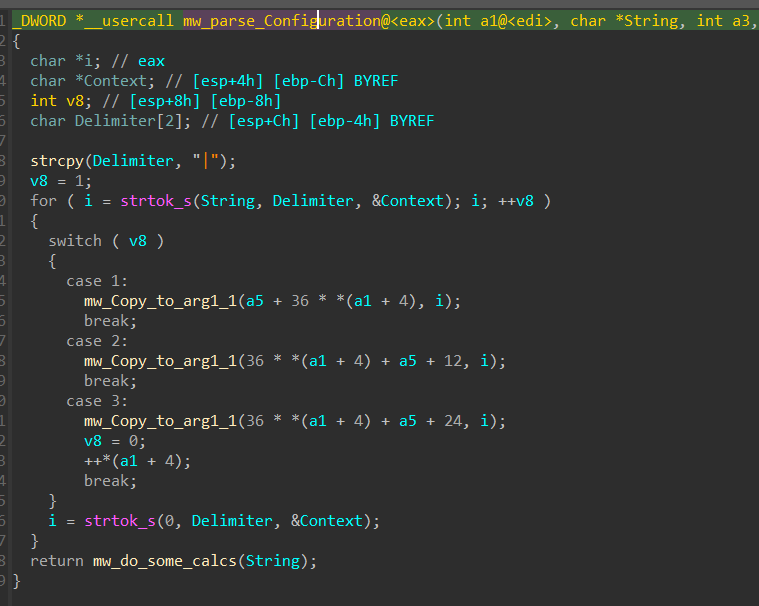 1 _DWORD *__usercall mw_parse_Configuration@<eax>(int a1@<edi>, char *String, int a3,
2 {
3   char *i; // eax
4   char *Context; // [esp+4h] [ebp-Ch] BYREF
5   int v8; // [esp+8h] [ebp-8h]
6   char Delimiter[2]; // [esp+Ch] [ebp-4h] BYREF
7
8   strcpy(Delimiter, "|");
9   v8 = 1;
0   for ( i = strtok_s(String, Delimiter, &Context); i; ++v8 )
1   {
2     switch ( v8 )
3     {
4       case 1:
5         mw_Copy_to_arg1_1(a5 + 36 * *(a1 + 4), i);
6         break;
7       case 2:
8         mw_Copy_to_arg1_1(36 * *(a1 + 4) + a5 + 12, i);
9         break;
0       case 3:
1         mw_Copy_to_arg1_1(36 * *(a1 + 4) + a5 + 24, i);
2         v8 = 0;
3         ++*(a1 + 4);
4         break;
5     }
6     i = strtok_s(0, Delimiter, &Context);
7   }
8   return mw_do_some_calcs(String);
9 }